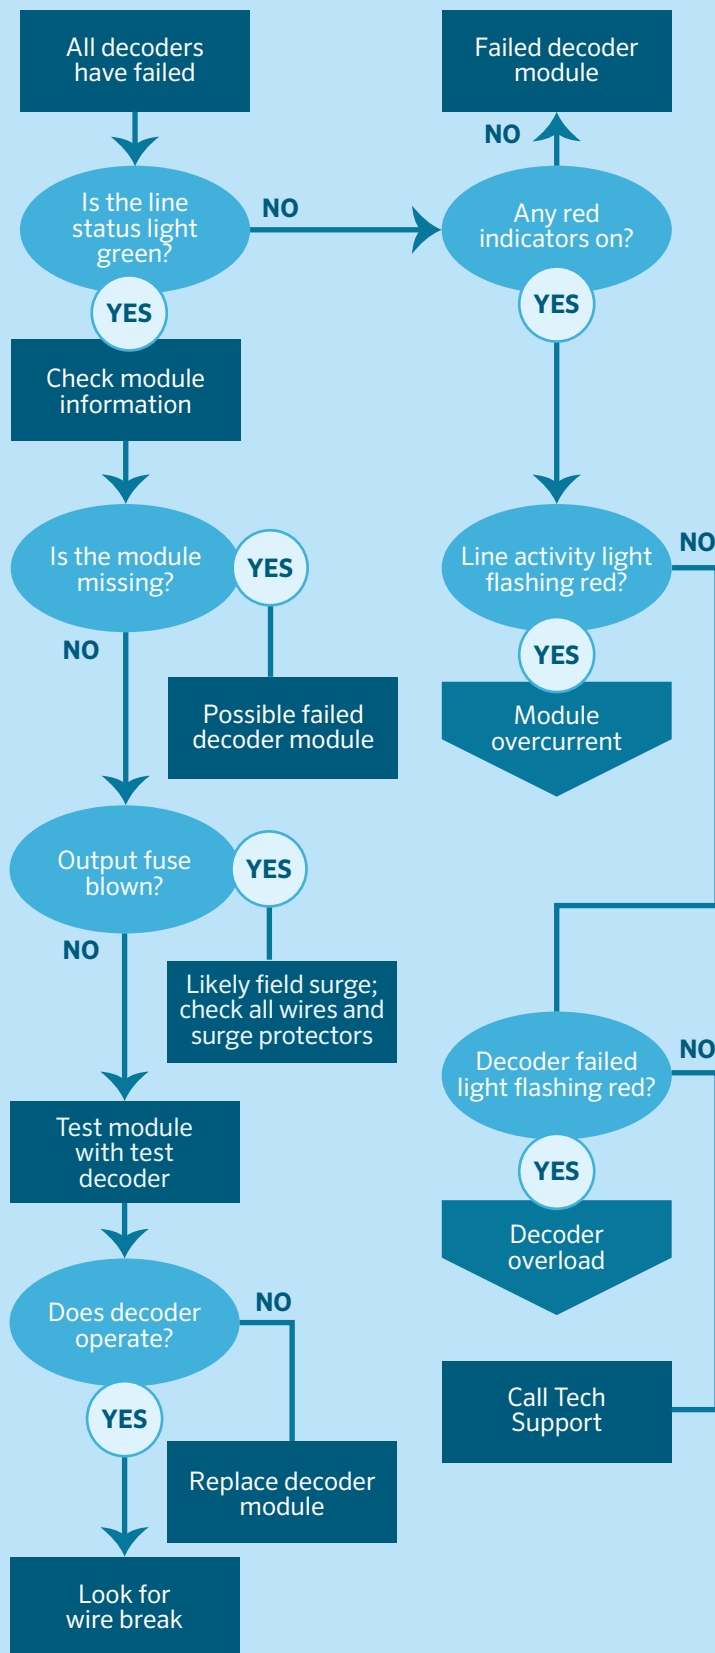 All decoders
have failed
Is the line
status light
green?
NO
YES
Check module
information
Is the module
missing?
YES
NO
Possible failed
decoder module
Output fuse
blown?
YES
NO
Likely field surge;
check all wires and
surge protectors
Test module
with test
decoder
Does decoder
operate?
NO
YES
Replace decoder
module
Look for
wire break
Failed decoder
module
NO
Any red
indicators on?
YES
Line activity light
flashing red?
NO
YES
Module
overcurrent
Decoder failed
light flashing red?
NO
YES
Decoder
overload
Call Tech
Support